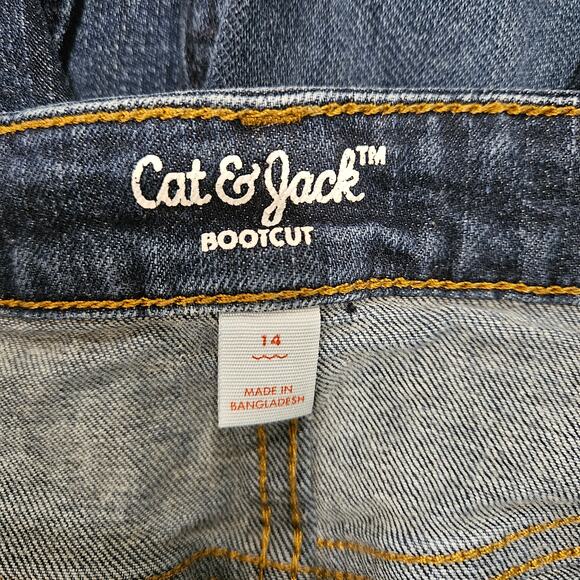 Cat & Jack™
BOOTCUT
14
MADE IN
BANGLADESH